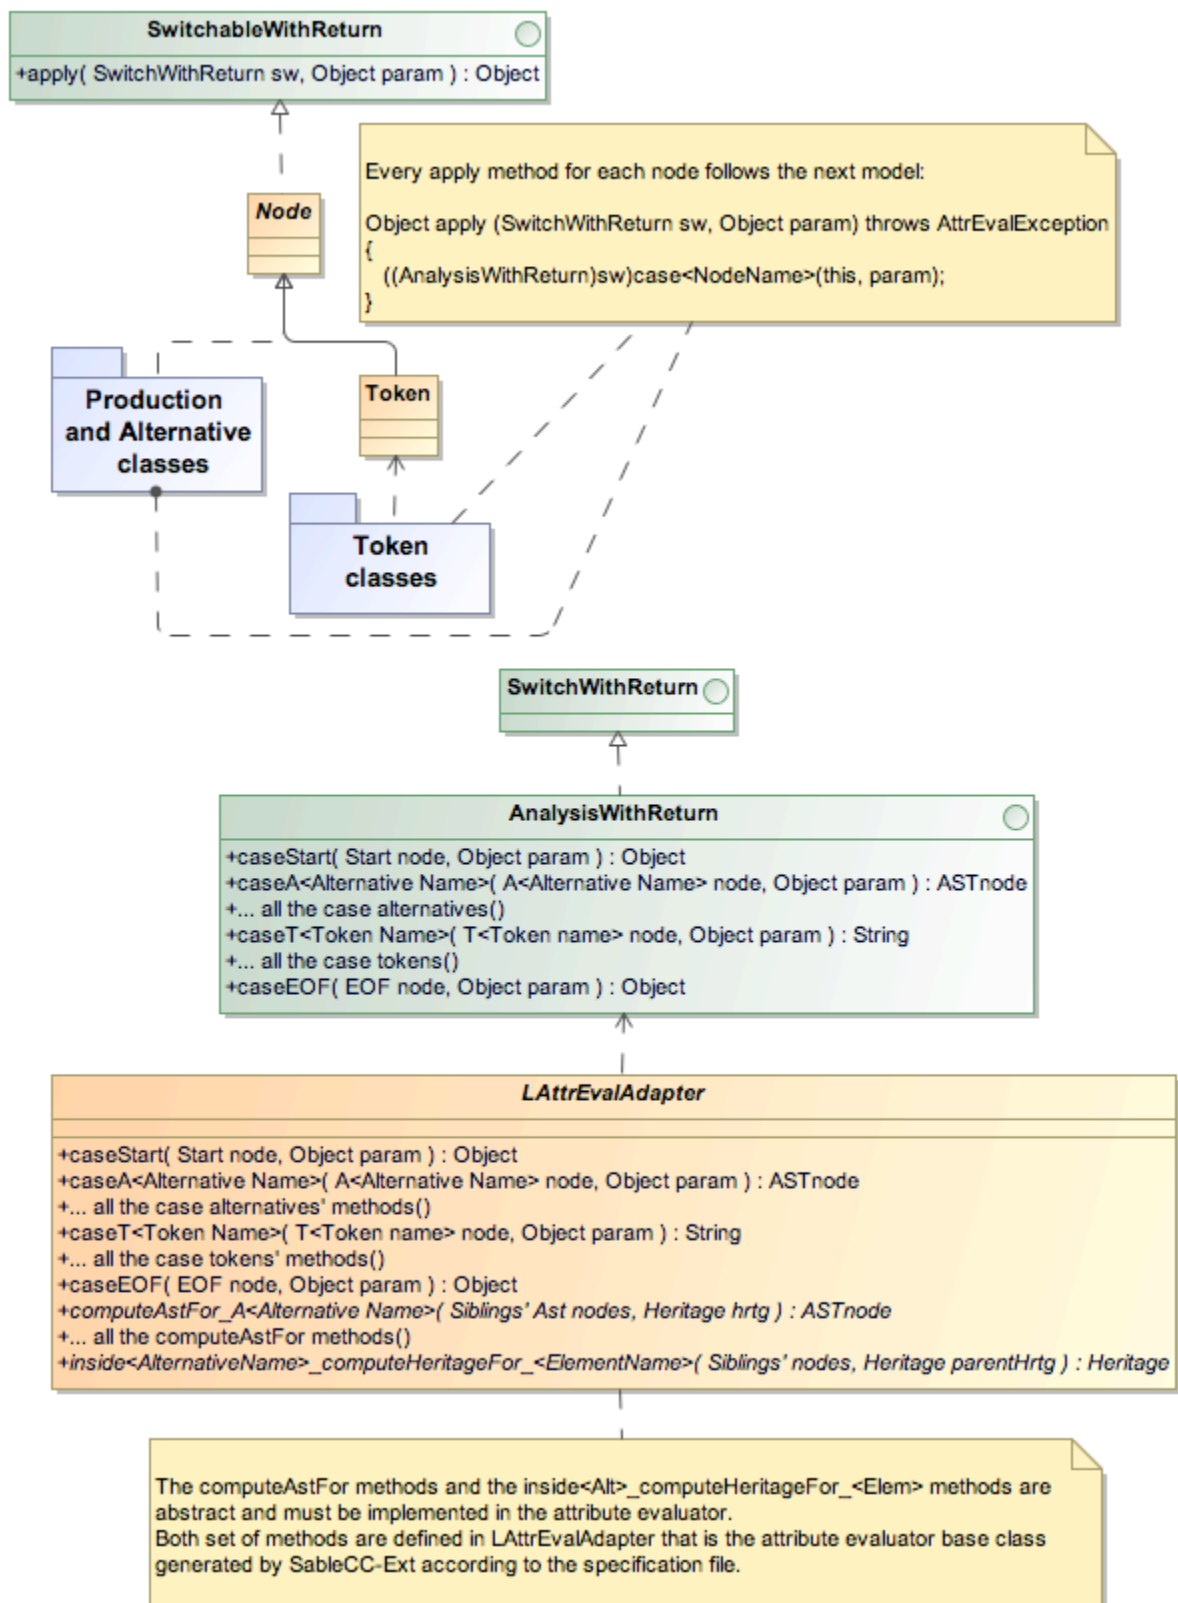 SwitchableWithReturn
+apply( SwitchWithReturn sw, Object param ) : Object
Every apply method for each node follows the next model:
Object apply (SwitchWithReturn sw, Object param) throws AttrEvalException
{
((AnalysisWithReturn)sw)case<NodeName>(this, param);
}
Node
Token
Production
and Alternative
classes
Token
classes
SwitchWithReturn
AnalysisWithReturn
+caseStart( Start node, Object param ) : Object
+caseA<Alternative Name>( A<Alternative Name> node, Object param ) : ASTnode
+... all the case alternatives()
+caseT<Token Name>( T<Token name> node, Object param ) : String
+... all the case tokens()
+caseEOF( EOF node, Object param ) : Object
LAttrEvalAdapter
+caseStart( Start node, Object param ) : Object
+caseA<Alternative Name>( A<Alternative Name> node, Object param ) : ASTnode
+... all the case alternatives' methods()
+caseT<Token Name>( T<Token name> node, Object param ) : String
+... all the case tokens' methods()
+caseEOF( EOF node, Object param ) : Object
+computeAstFor_A<Alternative Name>( Siblings' Ast nodes, Heritage hrtg ) : ASTnode
+... all the computeAstFor methods()
+inside<AlternativeName>_computeHeritageFor_<ElementName>( Siblings' nodes, Heritage parentHrtg ) : Heritage
The computeAstFor methods and the inside<Alt>_computeHeritageFor_<Elem> methods are
abstract and must be implemented in the attribute evaluator.
Both set of methods are defined in LAttrEvalAdapter that is the attribute evaluator base class
generated by SableCC-Ext according to the specification file.